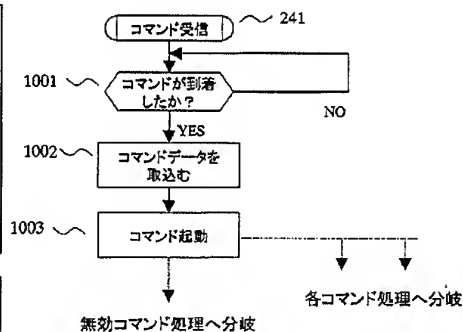 コマンド受信
241
1001
コマンドが到着
したか？
NO
YES
1002
コマンドデータを
取込む
1003
コマンド起動
各コマンド処理へ分岐
無効コマンド処理へ分岐